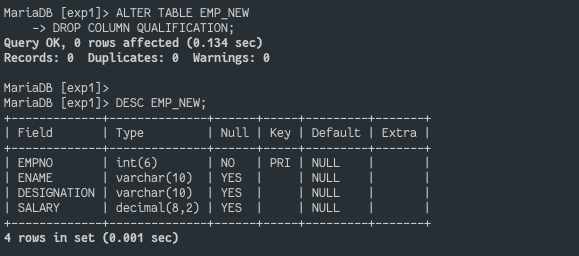 MariaDB [exp1]> ALTER TABLE EMP_NEW
    -> DROP COLUMN QUALIFICATION;
Query OK, 0 rows affected (0.134 sec)
Records: 0  Duplicates: 0  Warnings: 0

MariaDB [exp1]>
MariaDB [exp1]> DESC EMP_NEW;
+-------------+--------------+------+-----+---------+-------+
| Field       | Type         | Null | Key | Default | Extra |
+-------------+--------------+------+-----+---------+-------+
| EMPNO       | int(6)       | NO   | PRI | NULL    |       |
| ENAME       | varchar(10)  | YES  |     | NULL    |       |
| DESIGNATION | varchar(10)  | YES  |     | NULL    |       |
| SALARY      | decimal(8,2) | YES  |     | NULL    |       |
+-------------+--------------+------+-----+---------+-------+
4 rows in set (0.001 sec)